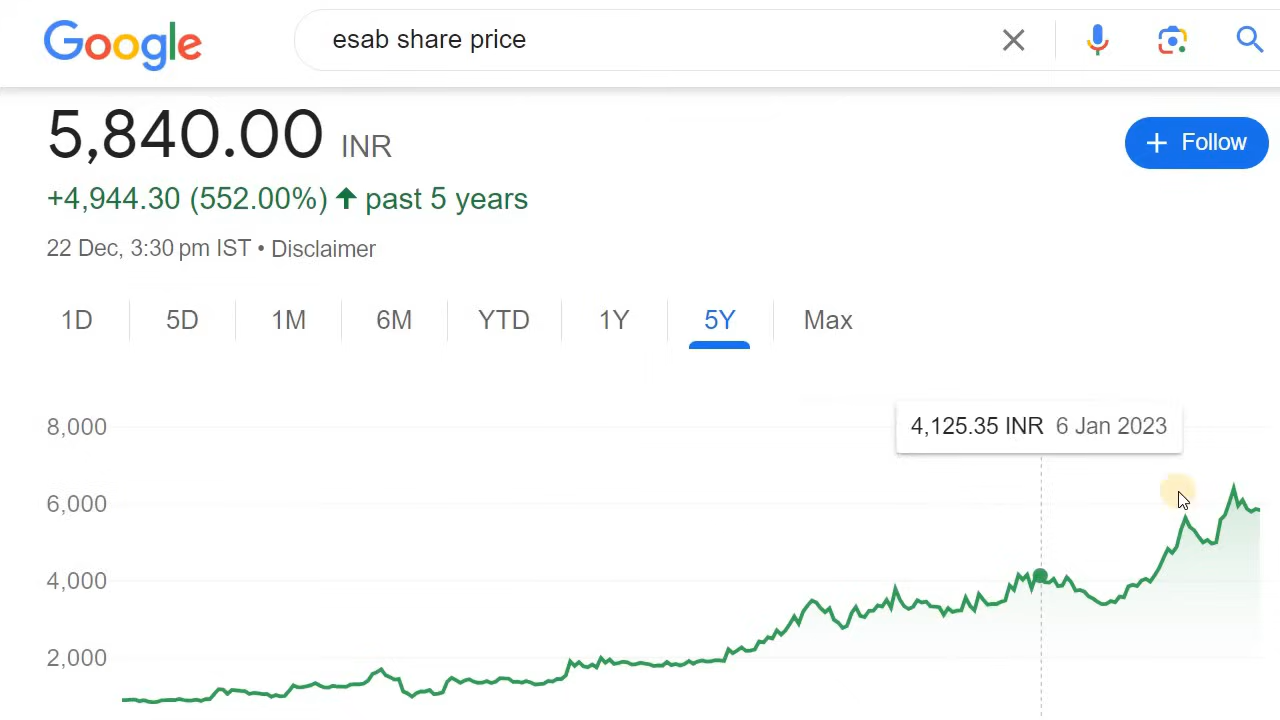 Google
esab share price
5,840.00 INR
+ Follow
+4,944.30 (552.00%) past 5 years
22 Dec, 3:30 pm IST • Disclaimer
1D 5D 1M 6M YTD 1Y 5Y Max
8,000
4,125.35 INR 6 Jan 2023
6,000
4,000
2,000